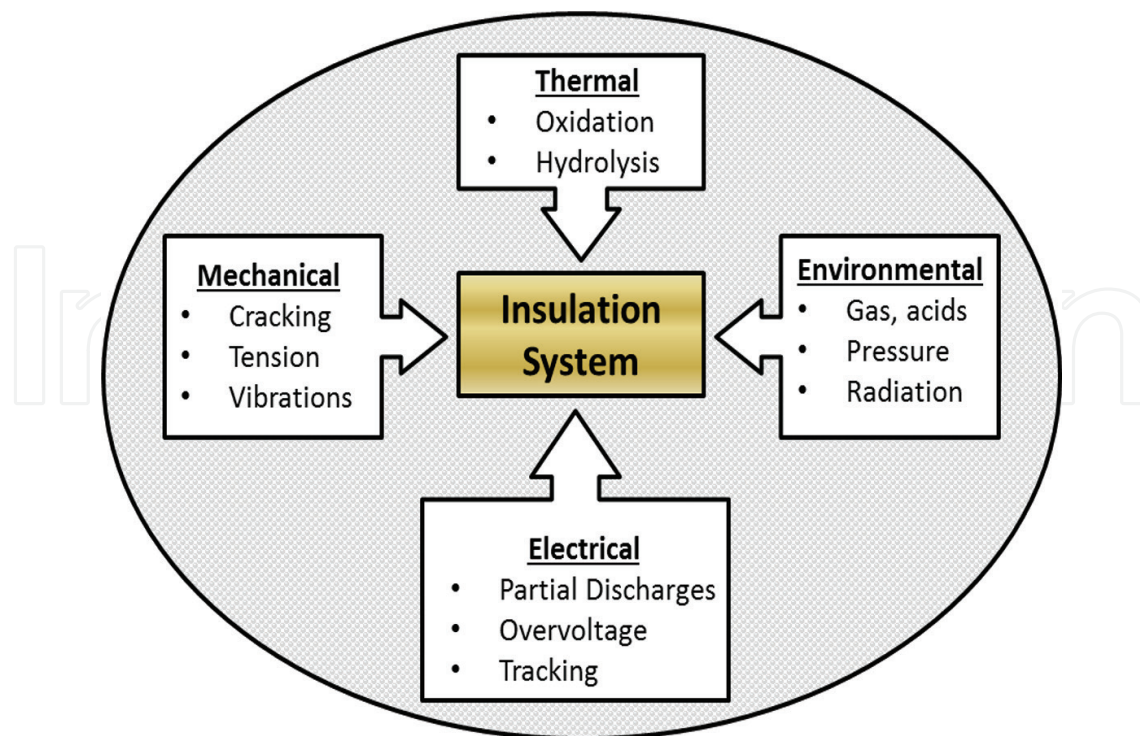 Thermal
• Oxidation
• Hydrolysis
Mechanical
• Cracking
• Tension
• Vibrations
Insulation
System
Environmental
• Gas, acids
• Pressure
• Radiation
Electrical
• Partial Discharges
• Overvoltage
• Tracking